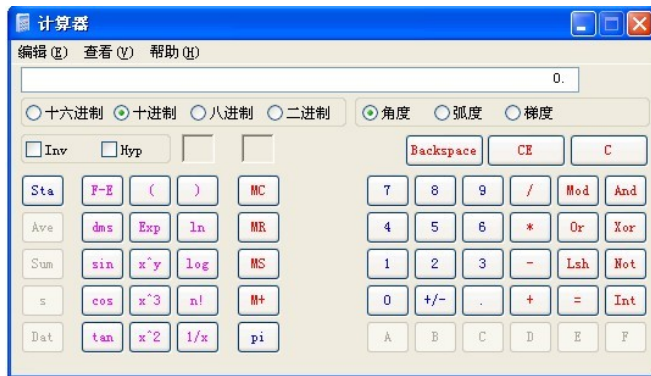 计算器
编辑(E) 查看(V) 帮助(H)
0.
十六进制 十进制 八进制 二进制 角度 弧度 梯度
Inv Hyp Backspace CE C
Sta F-E ( ) MC 7 8 9 / Mod And
Ave dms Exp ln MR 4 5 6 * Or Xor
Sum sin x^y log MS 1 2 3 - Lsh Not
s cos x^3 n! M+ 0 +/- . + = Int
Dat tan x^2 1/x pi A B C D E F